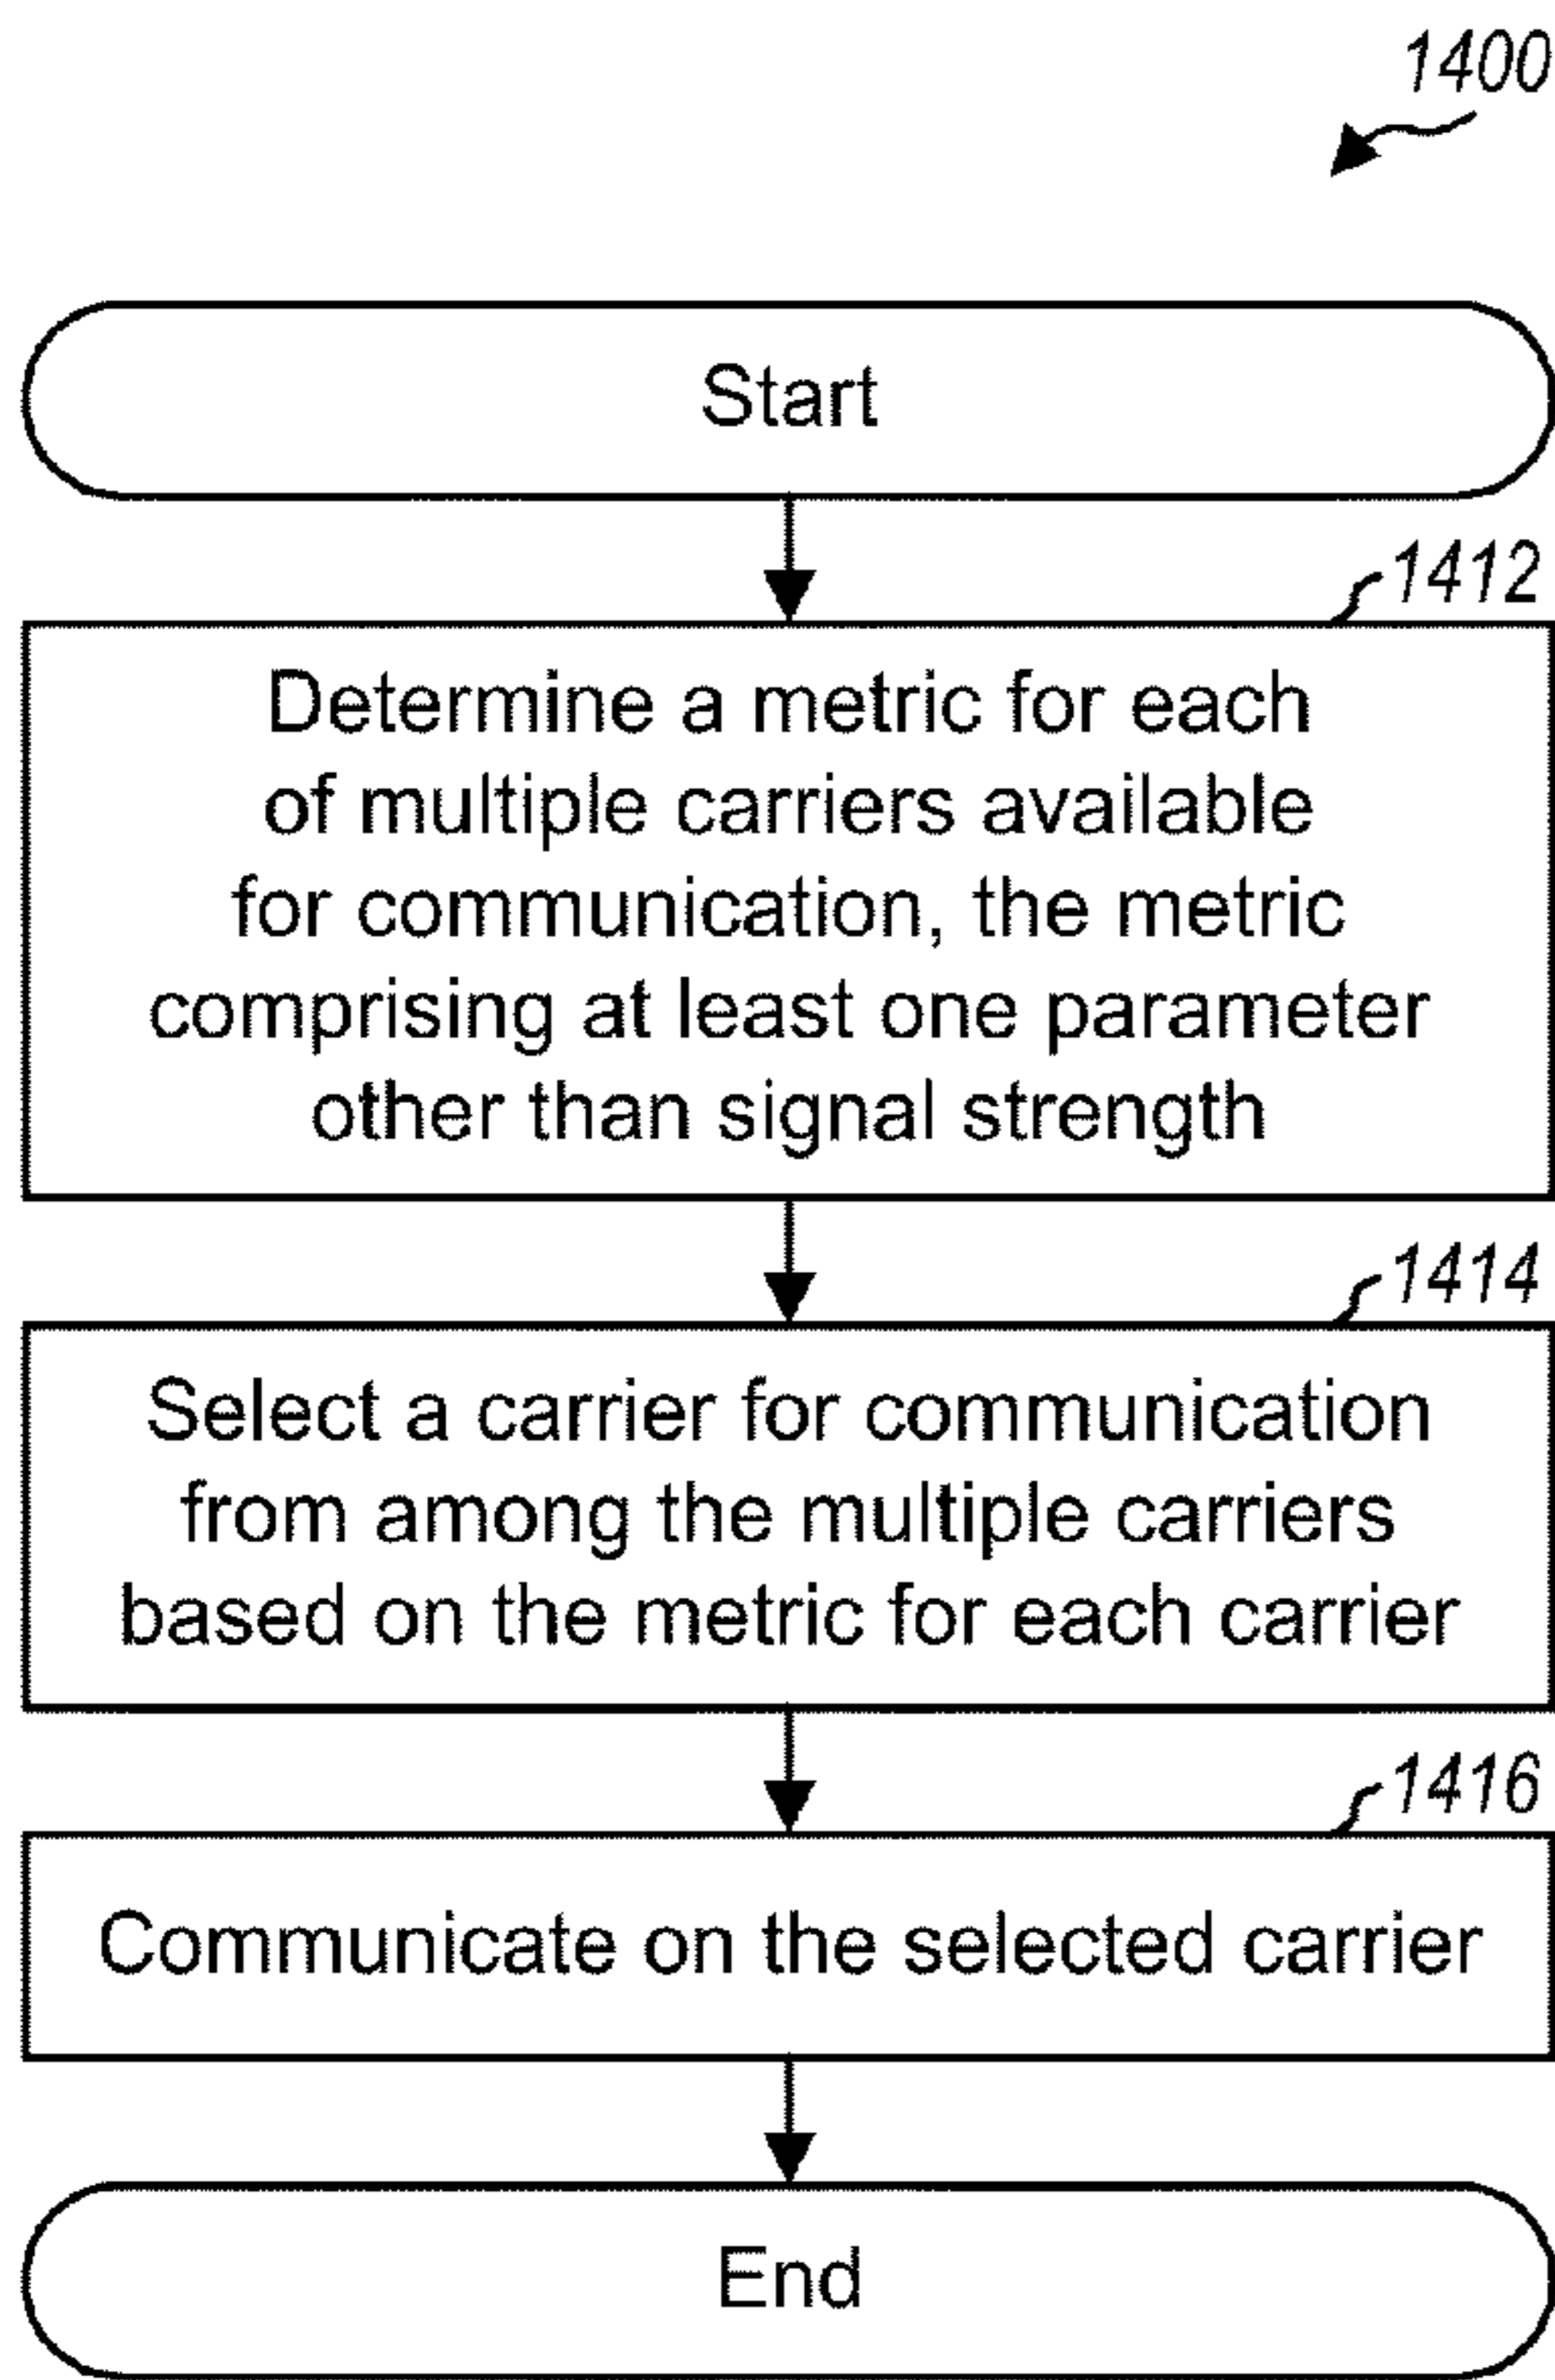 1400
Start
1412
Determine a metric for each
of multiple carriers available
for communication, the metric
comprising at least one parameter
other than signal strength
1414
Select a carrier for communication
from among the multiple carriers
based on the metric for each carrier
1416
Communicate on the selected carrier
End